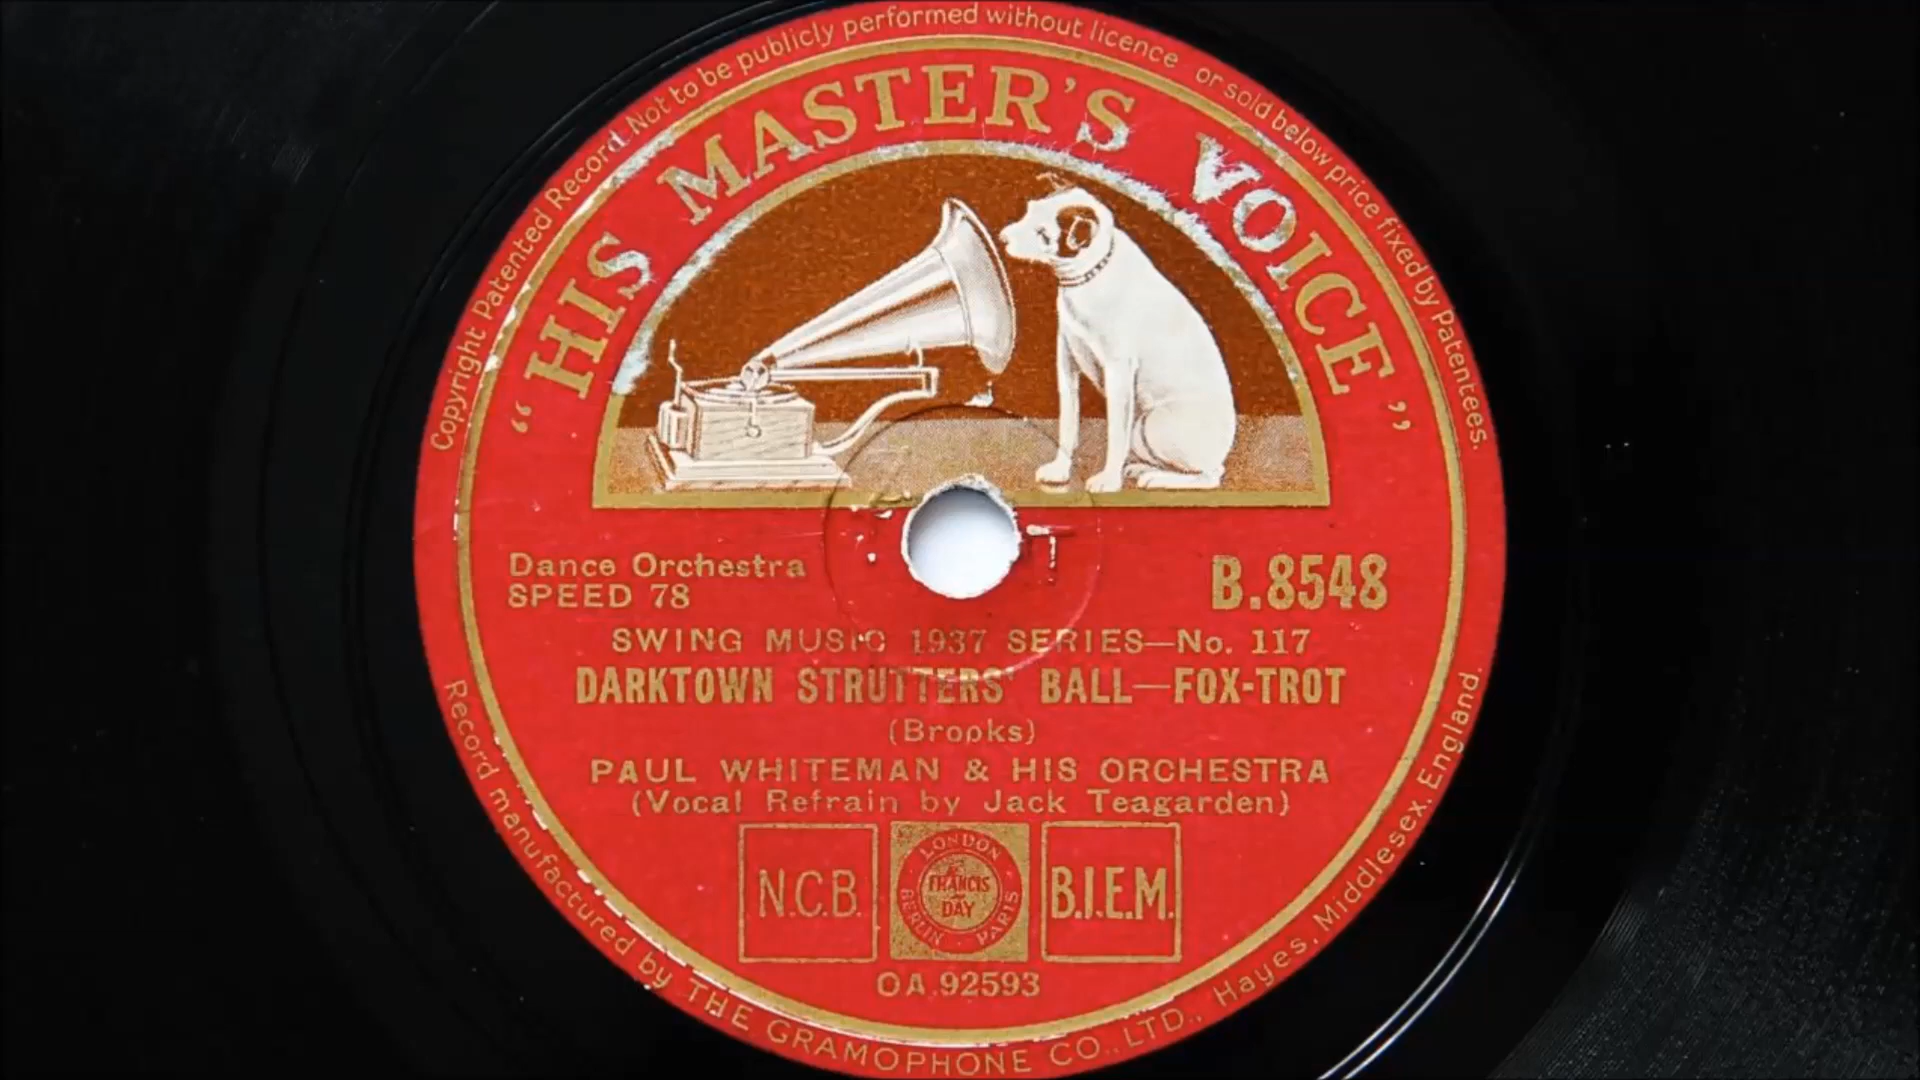 Copyright Patented Record Not to be publicly performed without licence or sold below price fixed by Patentees.
“HIS MASTER'S VOICE”
Dance Orchestra
SPEED 78
B.8548
SWING MUSIC 1937 SERIES—No. 117
DARKTOWN STRUTTERS' BALL—FOX-TROT
(Brooks)
PAUL WHITEMAN & HIS ORCHESTRA
(Vocal Refrain by Jack Teagarden)
N.C.B.
LONDON
FRANCIS
DAY
BERLIN · PARIS
B.I.E.M.
OA.92593
Record manufactured by THE GRAMOPHONE CO., LTD., Hayes, Middlesex, England.